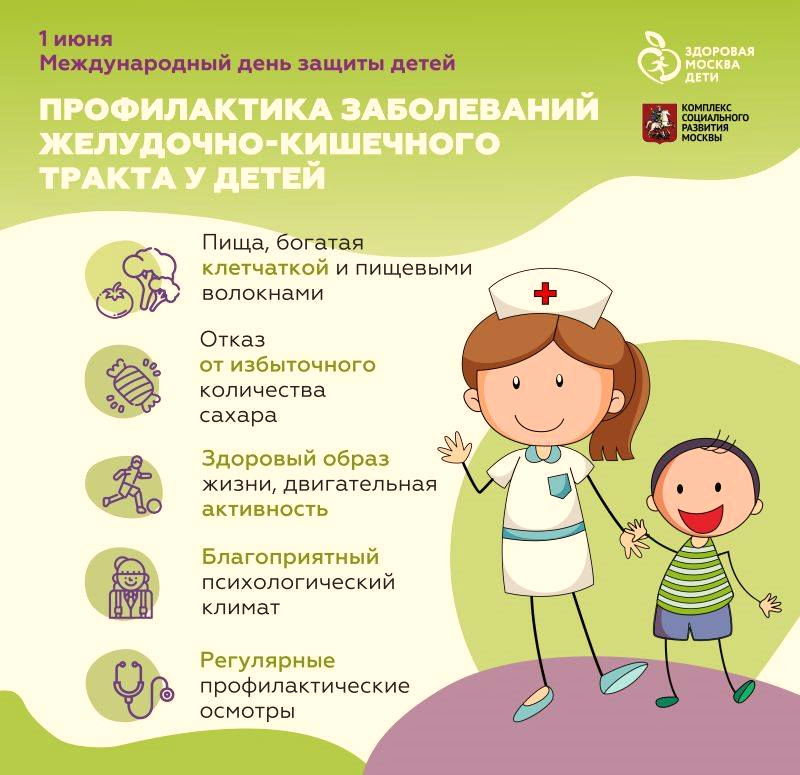 1 июня
Международный день защиты детей
ЗДОРОВАЯ
МОСКВА
ДЕТИ
ПРОФИЛАКТИКА ЗАБОЛЕВАНИЙ
ЖЕЛУДОЧНО-КИШЕЧНОГО
ТРАКТА У ДЕТЕЙ
КОМПЛЕКС
СОЦИАЛЬНОГО
РАЗВИТИЯ
МОСКВЫ
Пища, богатая
клетчаткой и пищевыми
волокнами
Отказ
от избыточного
количества
сахара
Здоровый образ
жизни, двигательная
активность
Благоприятный
психологический
климат
Регулярные
профилактические
осмотры